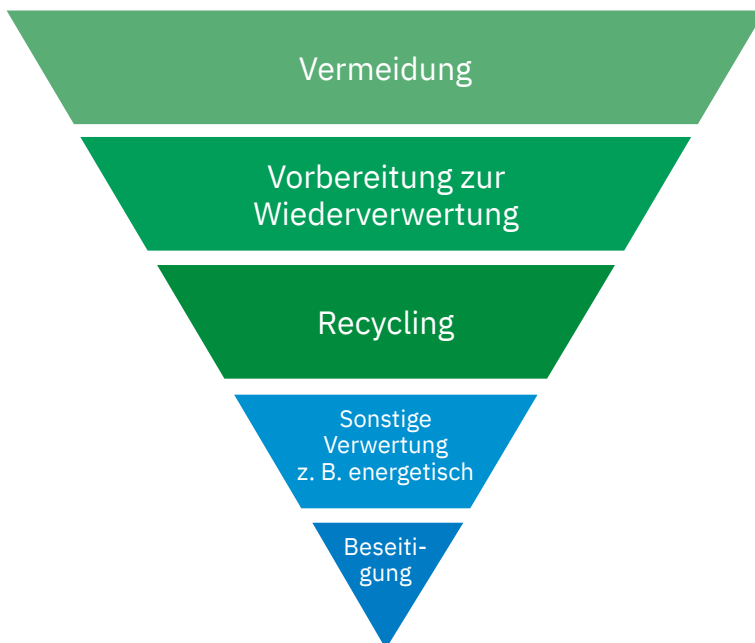 Vermeidung
Vorbereitung zur
Wiederverwertung
Recycling
Sonstige
Verwertung
z. B. energetisch
Beseiti-
gung